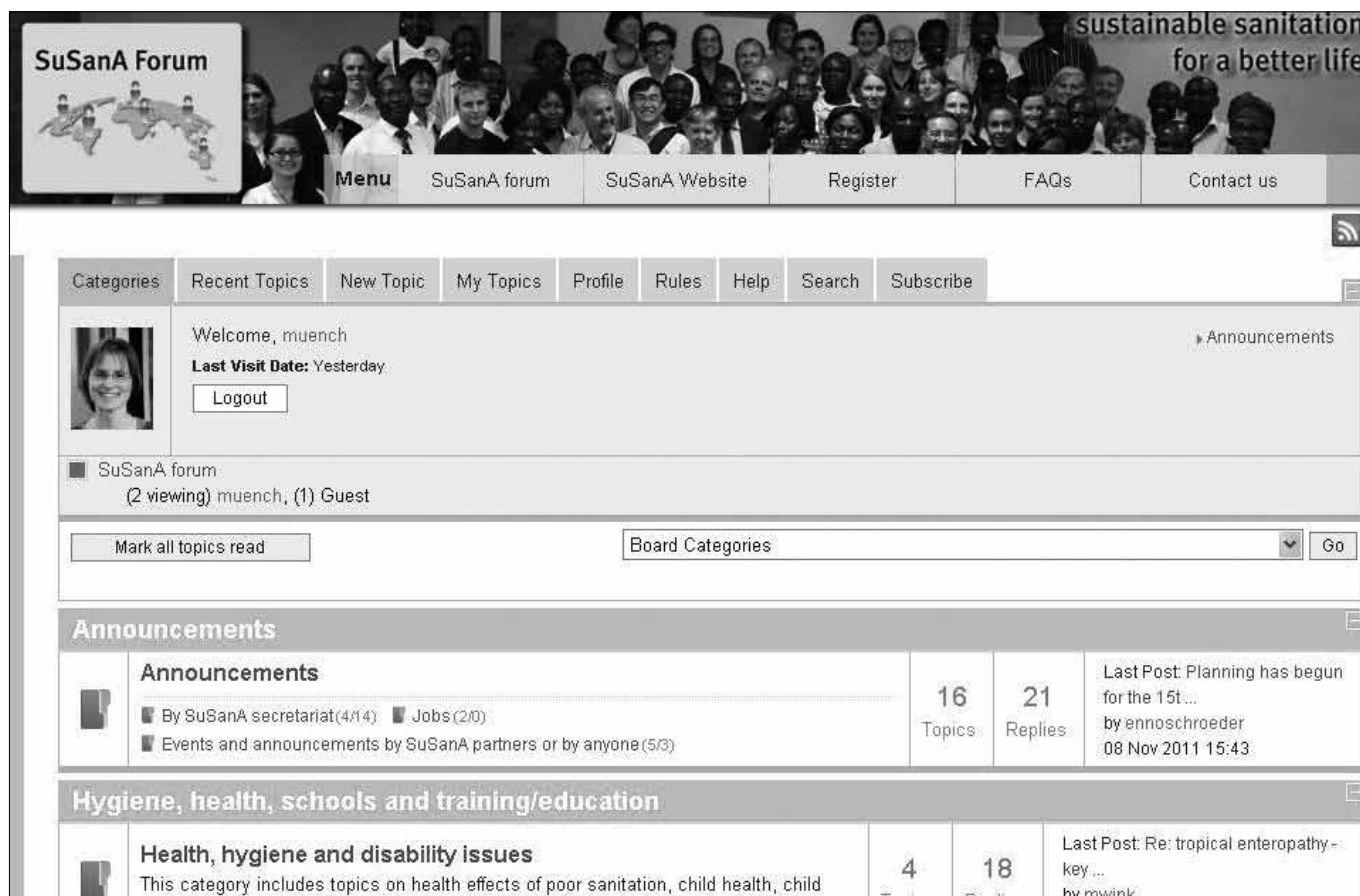 sustainable sanitation
for a better life
SuSanA Forum
Menu SuSanA forum SuSanA Website Register FAQs Contact us
Categories Recent Topics New Topic My Topics Profile Rules Help Search Subscribe
Welcome, muench
Announcements
Last Visit Date: Yesterday
Logout
SuSanA forum
(2 viewing) muench, (1) Guest
Mark all topics read Board Categories Go
Announcements
Announcements
By SuSanA secretariat (4/14) Jobs (2/0)
Events and announcements by SuSanA partners or by anyone (5/3)
16
Topics
21
Replies
Last Post: Planning has begun
for the 15t ...
by ennoschroeder
08 Nov 2011 15:43
Hygiene, health, schools and training/education
Health, hygiene and disability issues
This category includes topics on health effects of poor sanitation, child health, child
4
18
Last Post: Re: tropical enteropathy -
key ...
by mwink